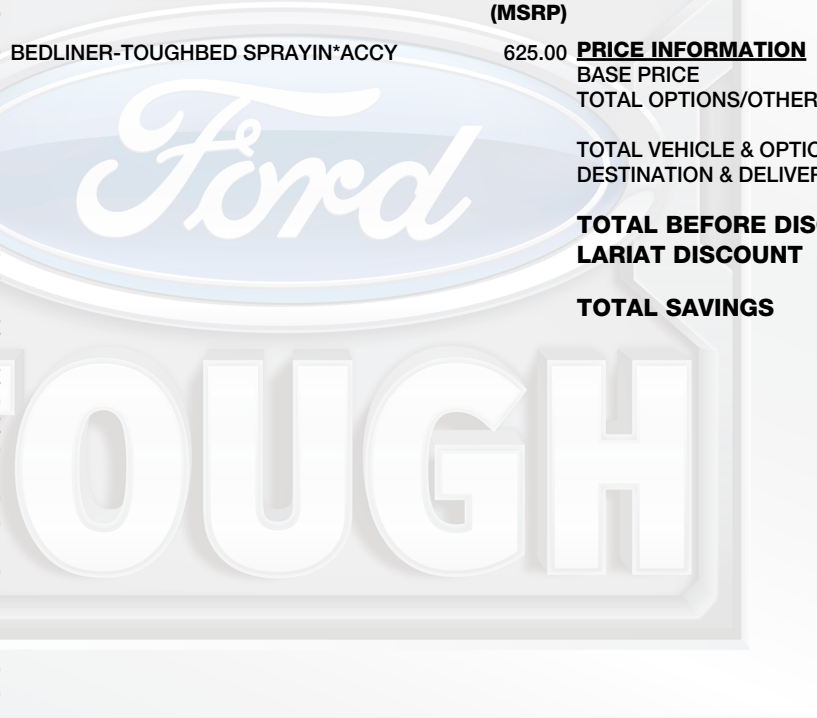 (MSRP)
BEDLINER-TOUGHBED SPRAYIN*ACCY 625.00
PRICE INFORMATION
BASE PRICE
TOTAL OPTIONS/OTHER
TOTAL VEHICLE & OPTIO
DESTINATION & DELIVER
TOTAL BEFORE DIS
LARIAT DISCOUNT
TOTAL SAVINGS
Ford
TOUGH